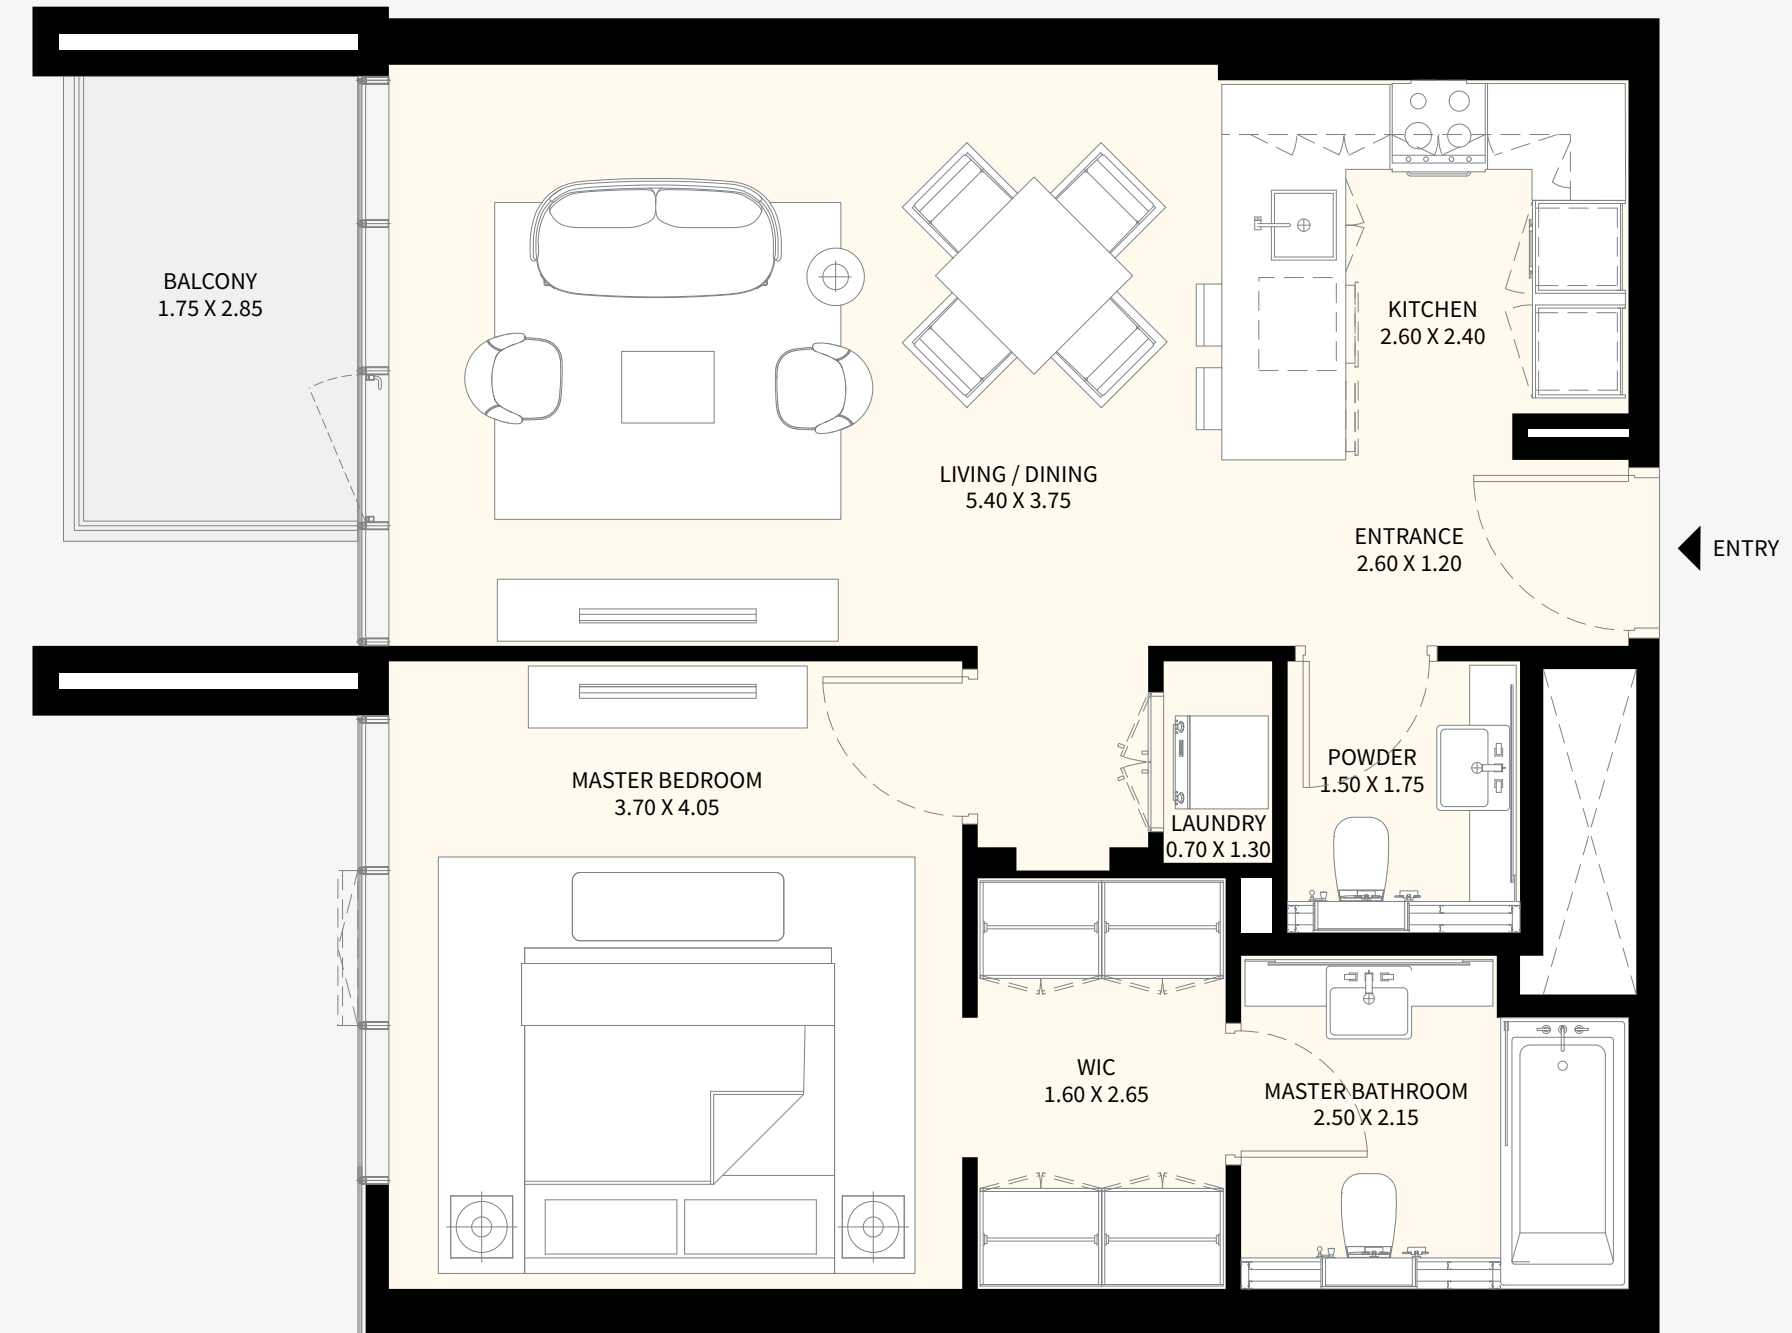 BALCONY
1.75 X 2.85
KITCHEN
2.60 X 2.40
LIVING / DINING
5.40 X 3.75
ENTRANCE
2.60 X 1.20
ENTRY
MASTER BEDROOM
3.70 X 4.05
POWDER
1.50 X 1.75
LAUNDRY
0.70 X 1.30
WIC
1.60 X 2.65
MASTER BATHROOM
2.50 X 2.15